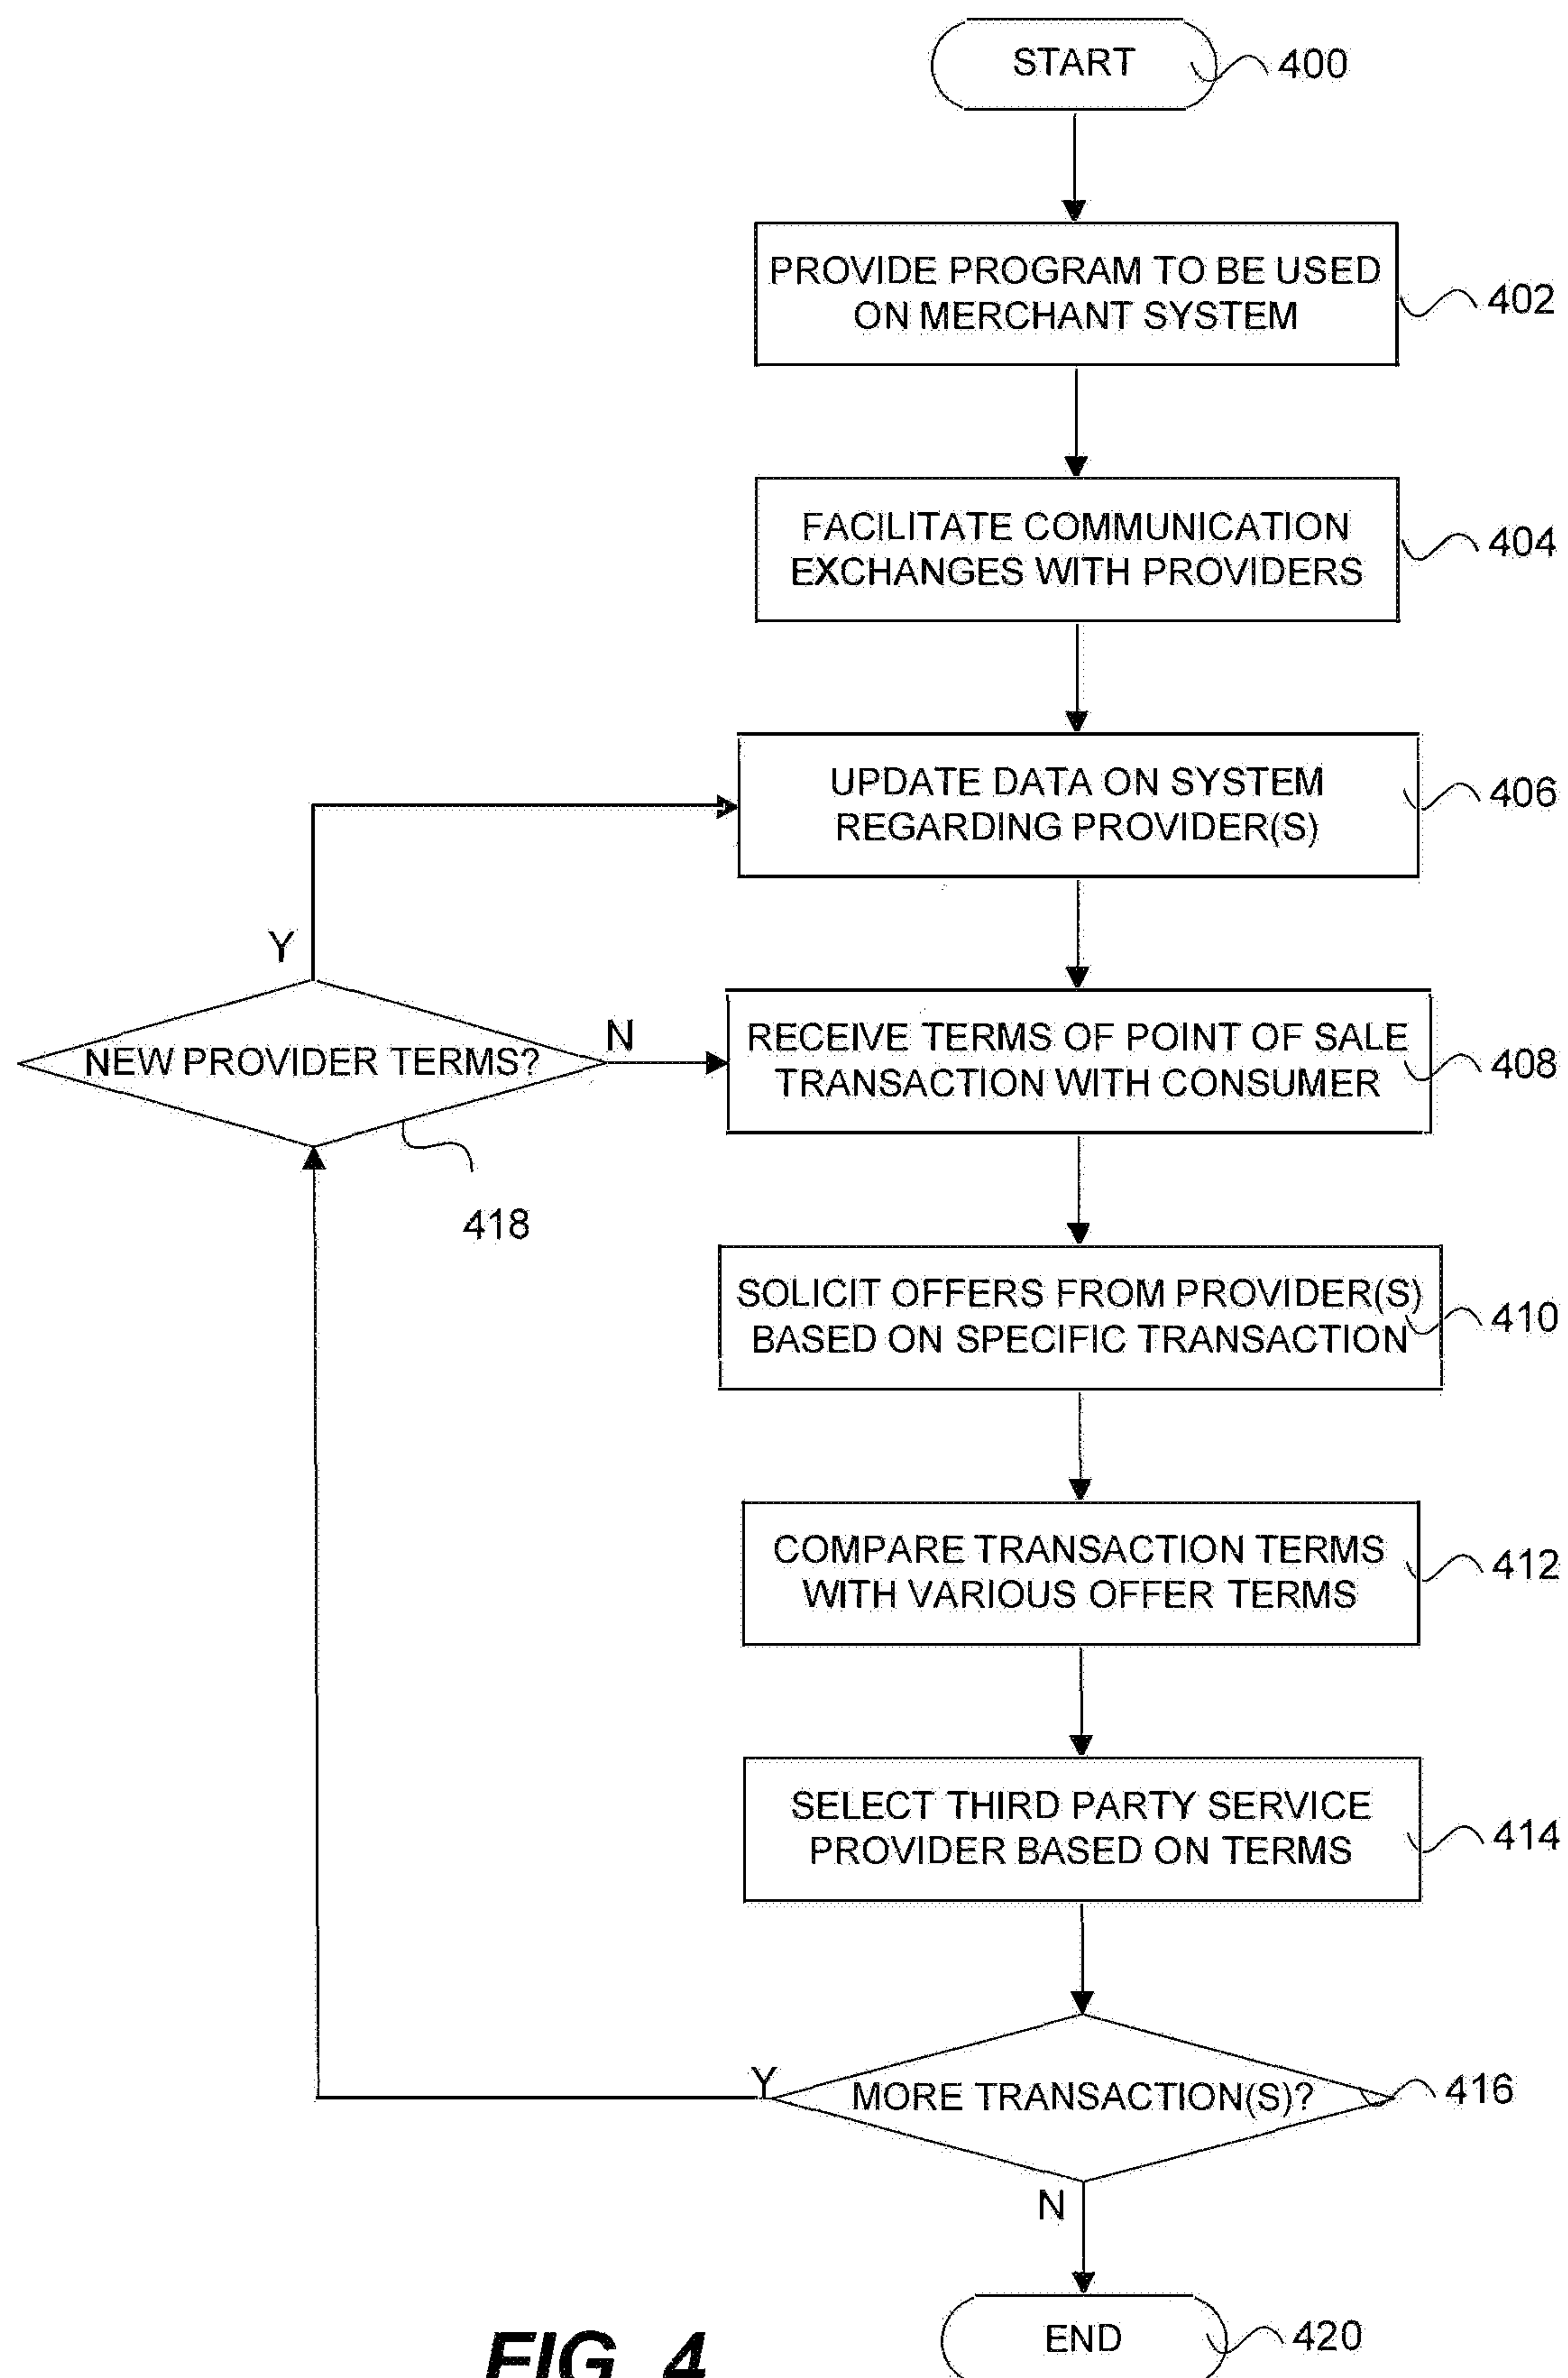 START
400
PROVIDE PROGRAM TO BE USED
ON MERCHANT SYSTEM
402
FACILITATE COMMUNICATION
EXCHANGES WITH PROVIDERS
404
UPDATE DATA ON SYSTEM
REGARDING PROVIDER(S)
406
Y
NEW PROVIDER TERMS?
N
418
RECEIVE TERMS OF POINT OF SALE
TRANSACTION WITH CONSUMER
408
SOLICIT OFFERS FROM PROVIDER(S)
BASED ON SPECIFIC TRANSACTION
410
COMPARE TRANSACTION TERMS
WITH VARIOUS OFFER TERMS
412
SELECT THIRD PARTY SERVICE
PROVIDER BASED ON TERMS
414
Y
MORE TRANSACTION(S)?
416
N
END
420
FIG. 4